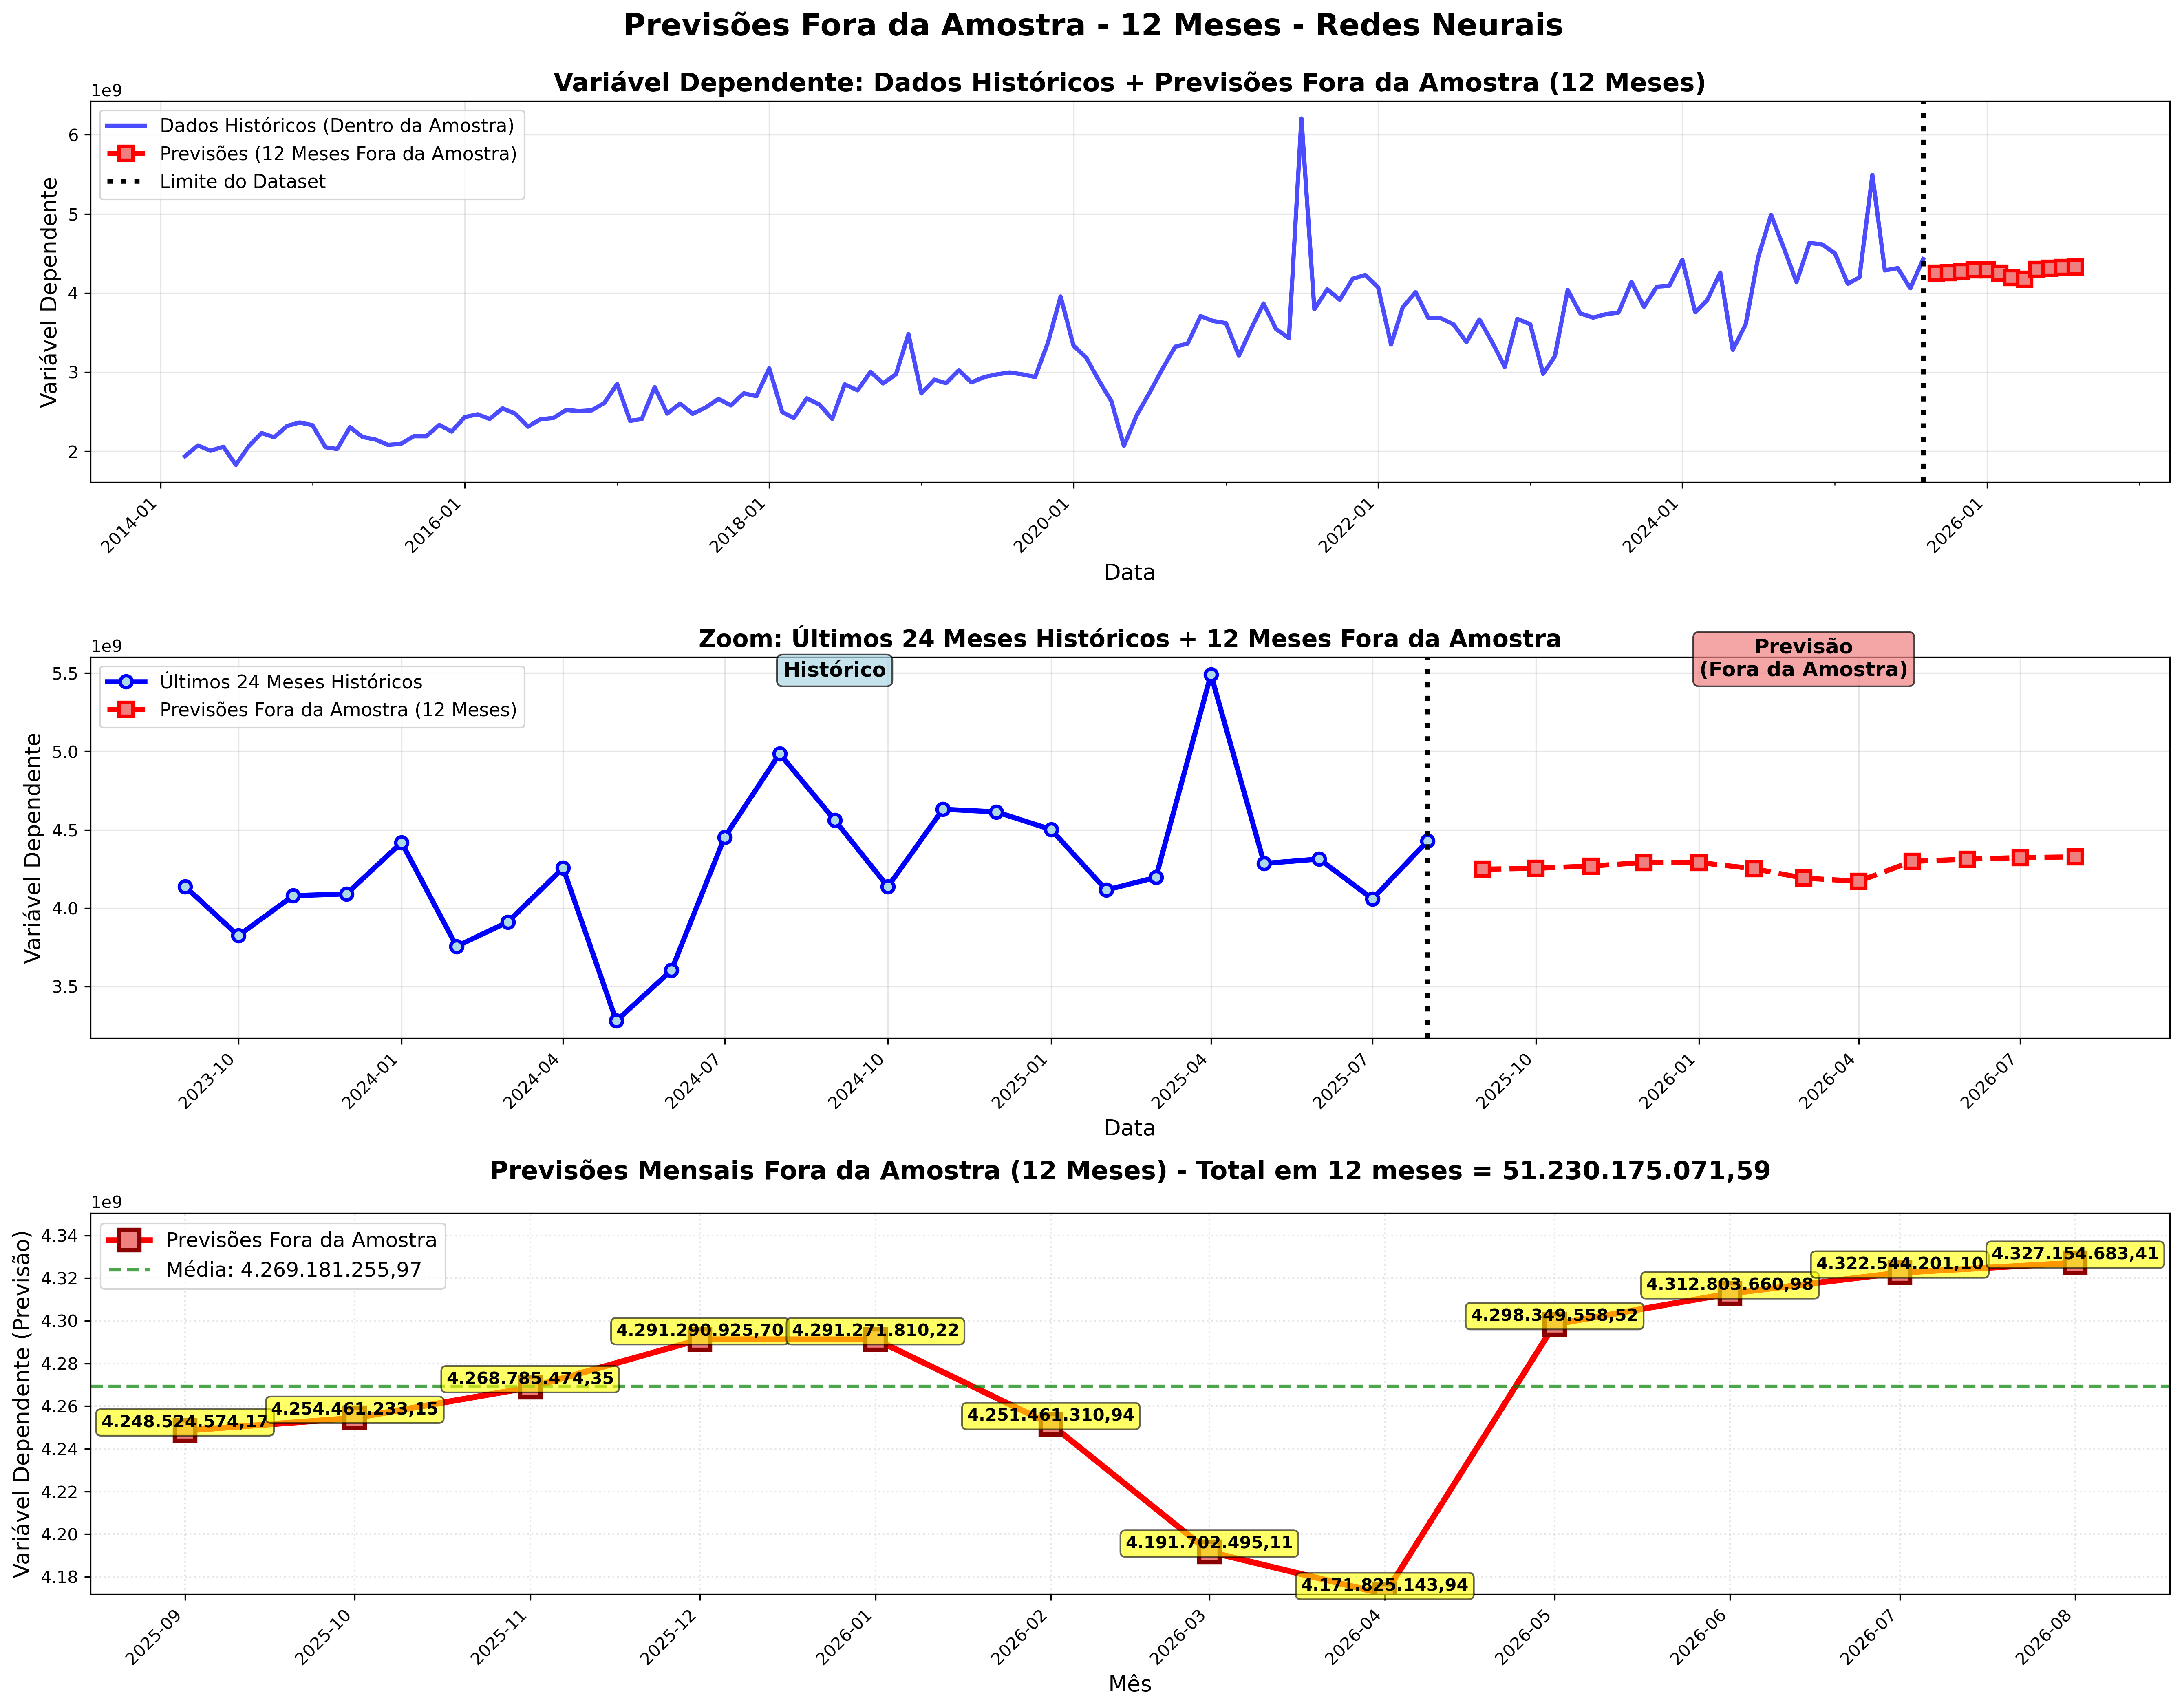 Previsões Fora da Amostra - 12 Meses - Redes Neurais
Variável Dependente: Dados Históricos + Previsões Fora da Amostra (12 Meses)
1e9
Dados Históricos (Dentro da Amostra)
Previsões (12 Meses Fora da Amostra)
Limite do Dataset
Variável Dependente
6
5
4
3
2
2014-01
2016-01
2018-01
2020-01
2022-01
2024-01
2026-01
Data
Zoom: Últimos 24 Meses Históricos + 12 Meses Fora da Amostra
1e9
Últimos 24 Meses Históricos
Previsões Fora da Amostra (12 Meses)
Histórico
Previsão
(Fora da Amostra)
Variável Dependente
5.5
5.0
4.5
4.0
3.5
2023-10
2024-01
2024-04
2024-07
2024-10
2025-01
2025-04
2025-07
2025-10
2026-01
2026-04
2026-07
Data
Previsões Mensais Fora da Amostra (12 Meses) - Total em 12 meses = 51.230.175.071,59
1e9
Previsões Fora da Amostra
Média: 4.269.181.255,97
Variável Dependente (Previsão)
4.34
4.32
4.30
4.28
4.26
4.24
4.22
4.20
4.18
4.248.524.574,17
4.254.461.233,15
4.268.785.474,35
4.291.290.925,70
4.291.271.810,22
4.251.461.310,94
4.191.702.495,11
4.171.825.143,94
4.298.349.558,52
4.312.803.660,98
4.322.544.201,10
4.327.154.683,41
2025-09
2025-10
2025-11
2025-12
2026-01
2026-02
2026-03
2026-04
2026-05
2026-06
2026-07
2026-08
Mês